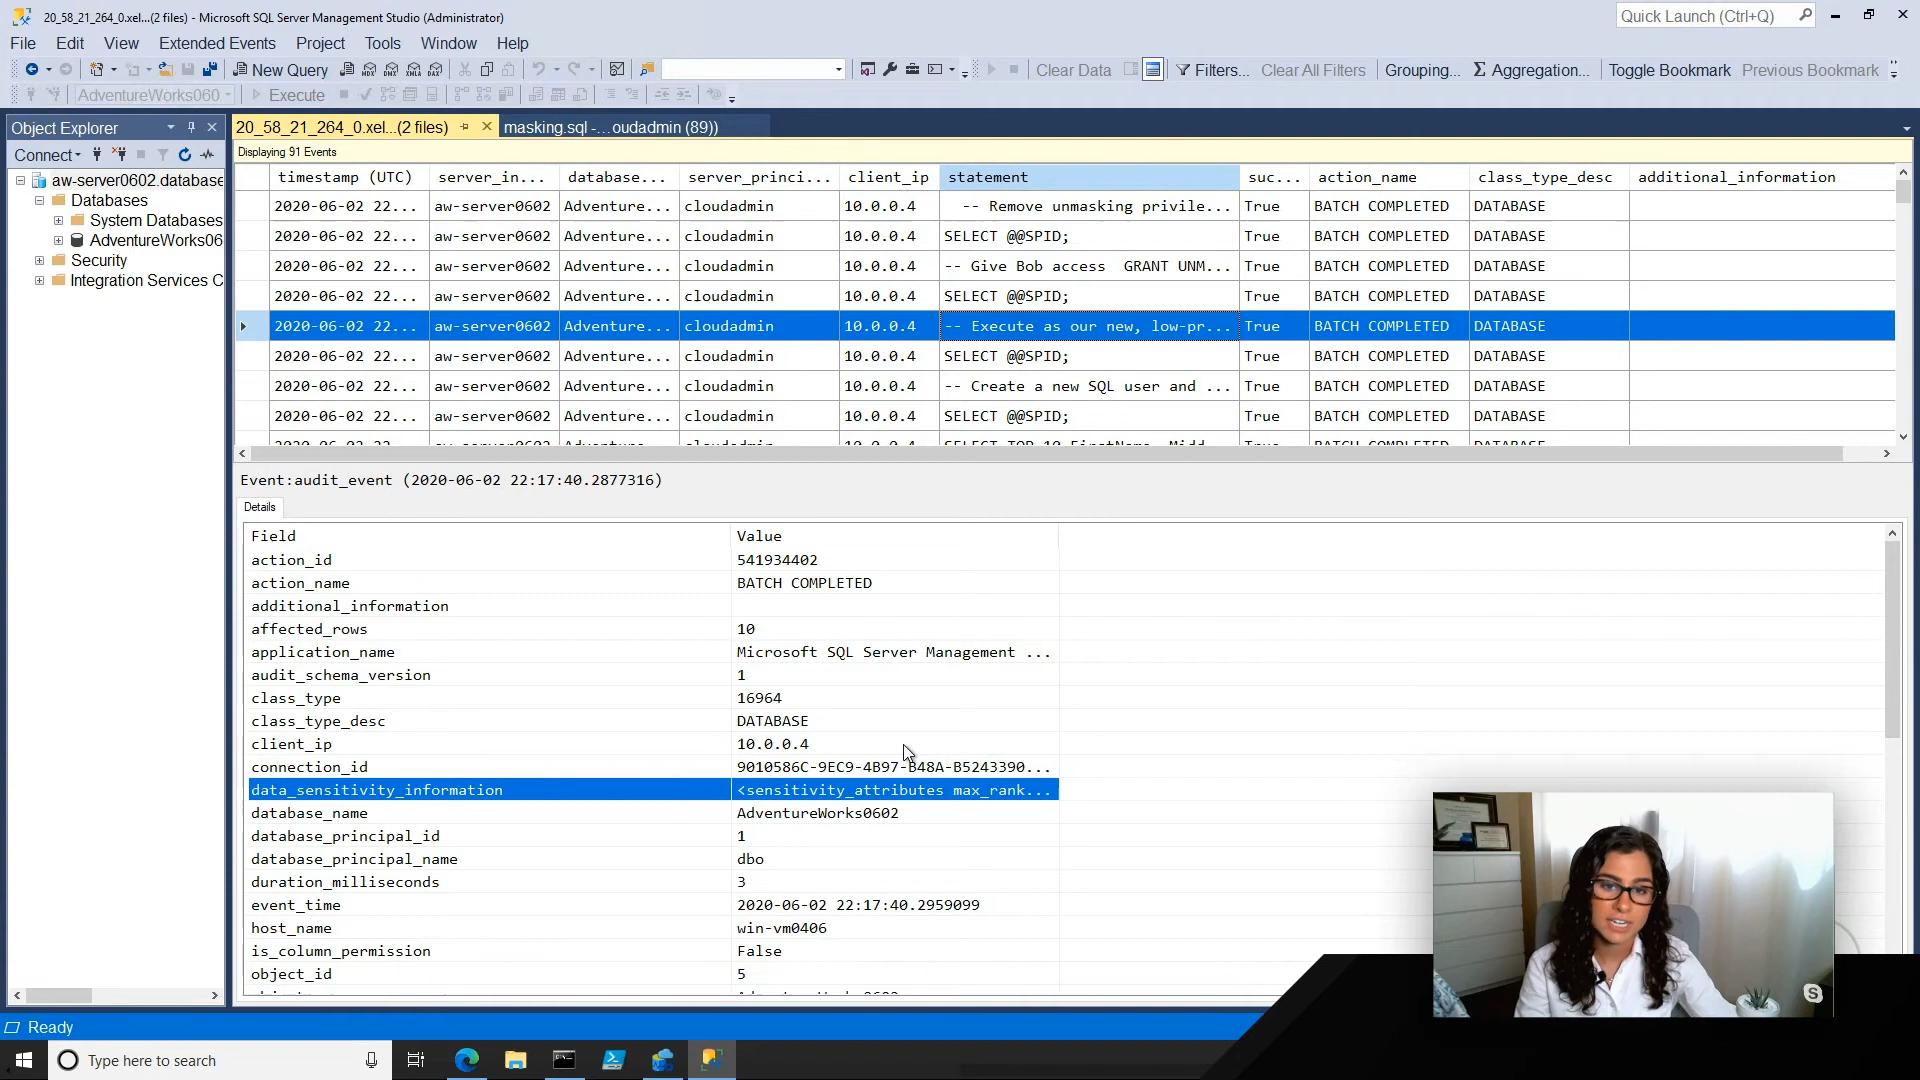 20_58_21_264_0.xel...(2 files) - Microsoft SQL Server Management Studio (Administrator)
Quick Launch (Ctrl+Q)
File Edit View Extended Events Project Tools Window Help
New Query Clear Data Filters... Clear All Filters Grouping... Aggregation... Toggle Bookmark Previous Bookmark
AdventureWorks060 Execute
Object Explorer
20_58_21_264_0.xel...(2 files) masking.sql -...oudadmin (89))
Displaying 91 Events
Connect
aw-server0602.database
Databases
System Databases
AdventureWorks06
Security
Integration Services C
timestamp (UTC) server_in... database... server_princi... client_ip statement suc... action_name class_type_desc additional_information
2020-06-02 22... aw-server0602 Adventure... cloudadmin 10.0.0.4 -- Remove unmasking privile... True BATCH COMPLETED DATABASE
2020-06-02 22... aw-server0602 Adventure... cloudadmin 10.0.0.4 SELECT @@SPID; True BATCH COMPLETED DATABASE
2020-06-02 22... aw-server0602 Adventure... cloudadmin 10.0.0.4 -- Give Bob access GRANT UNM... True BATCH COMPLETED DATABASE
2020-06-02 22... aw-server0602 Adventure... cloudadmin 10.0.0.4 SELECT @@SPID; True BATCH COMPLETED DATABASE
2020-06-02 22... aw-server0602 Adventure... cloudadmin 10.0.0.4 -- Execute as our new, low-pr... True BATCH COMPLETED DATABASE
2020-06-02 22... aw-server0602 Adventure... cloudadmin 10.0.0.4 SELECT @@SPID; True BATCH COMPLETED DATABASE
2020-06-02 22... aw-server0602 Adventure... cloudadmin 10.0.0.4 -- Create a new SQL user and ... True BATCH COMPLETED DATABASE
2020-06-02 22... aw-server0602 Adventure... cloudadmin 10.0.0.4 SELECT @@SPID; True BATCH COMPLETED DATABASE
Event:audit_event (2020-06-02 22:17:40.2877316)
Details
Field Value
action_id 541934402
action_name BATCH COMPLETED
additional_information
affected_rows 10
application_name Microsoft SQL Server Management ...
audit_schema_version 1
class_type 16964
class_type_desc DATABASE
client_ip 10.0.0.4
connection_id 9010586C-9EC9-4B97-B48A-B5243390...
data_sensitivity_information <sensitivity_attributes max_rank...
database_name AdventureWorks0602
database_principal_id 1
database_principal_name dbo
duration_milliseconds 3
event_time 2020-06-02 22:17:40.2959099
host_name win-vm0406
is_column_permission False
object_id 5
Ready
Type here to search